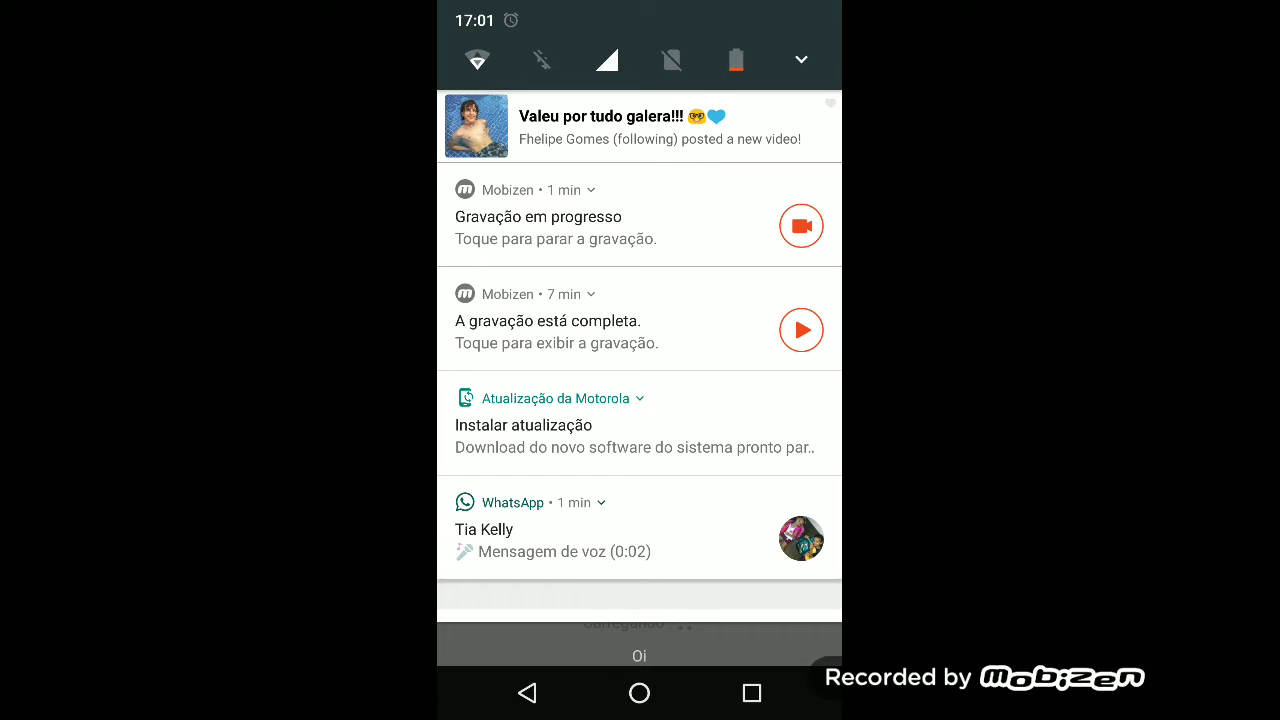 17:01
Valeu por tudo galera!!! 🤓💙
Fhelipe Gomes (following) posted a new video!
Mobizen • 1 min
Gravação em progresso
Toque para parar a gravação.
Mobizen • 7 min
A gravação está completa.
Toque para exibir a gravação.
Atualização da Motorola
Instalar atualização
Download do novo software do sistema pronto par..
WhatsApp • 1 min
Tia Kelly
🎤 Mensagem de voz (0:02)
Carregando
Oi
Recorded by mobizen